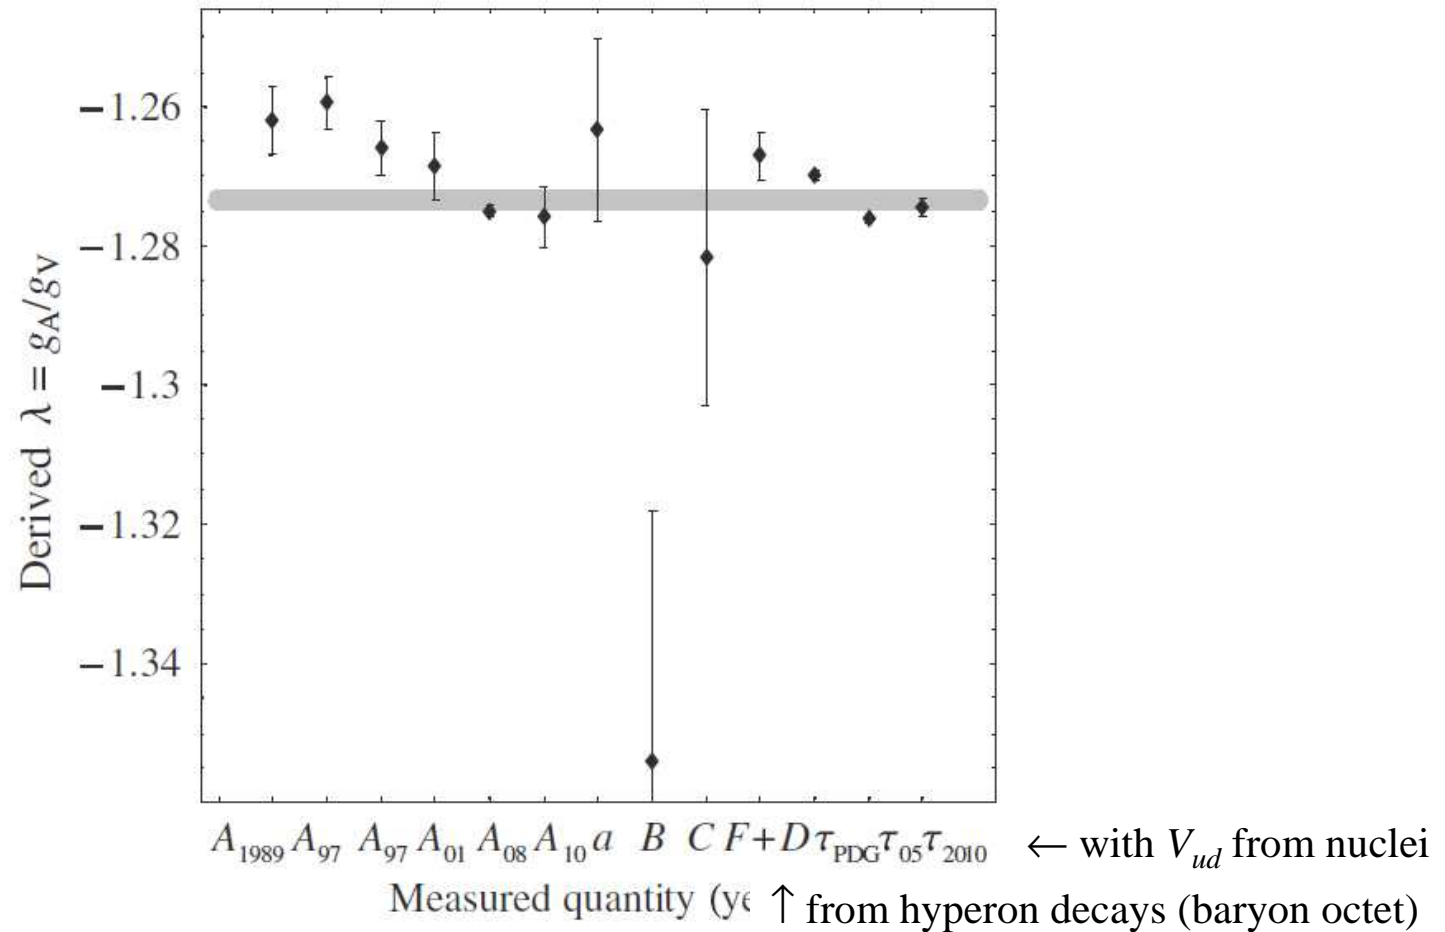 −1.26
−1.28
−1.3
−1.32
−1.34
Derived λ = gA/gV
A1989 A97 A97 A01 A08 A10 a B C F+D τPDG τ05 τ2010 ← with Vud from nuclei
Measured quantity (ye ↑ from hyperon decays (baryon octet)